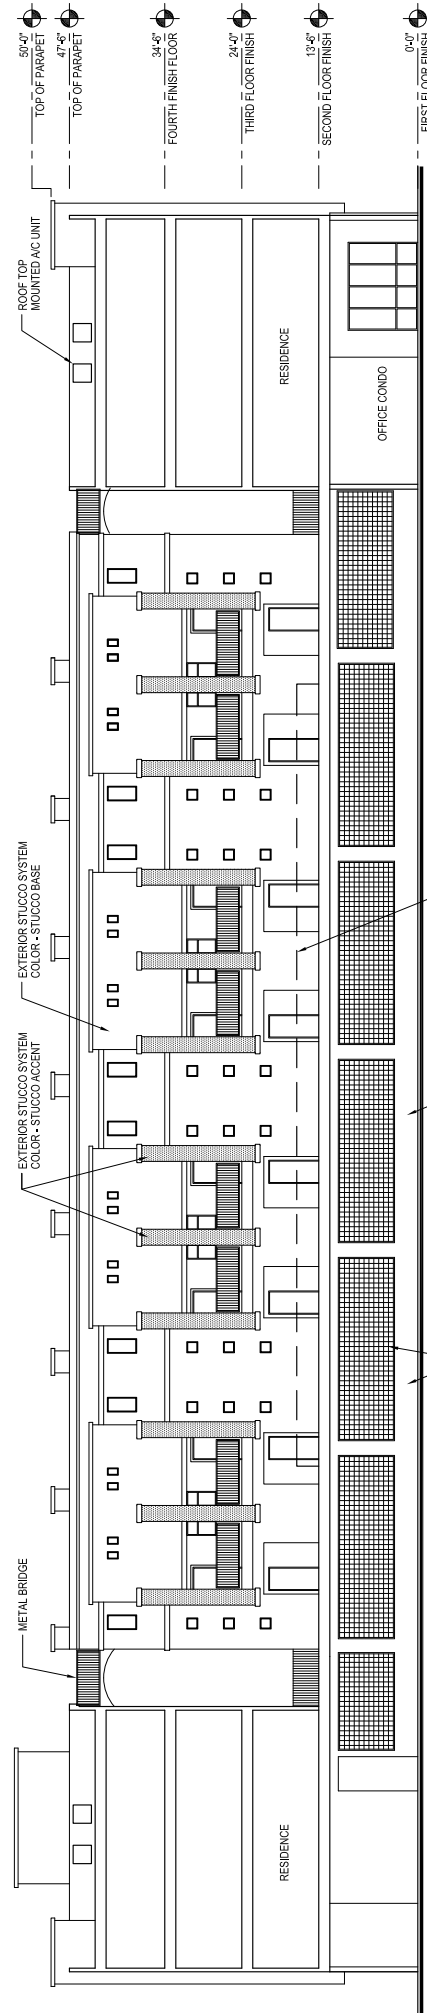 50'-0"
TOP OF PARAPET
47'-6"
TOP OF PARAPET
34'-6"
FOURTH FINISH FLOOR
24'-0"
THIRD FLOOR FINISH
13'-6"
SECOND FLOOR FINISH
0'-0"
FIRST FLOOR FINISH
METAL BRIDGE
EXTERIOR STUCCO SYSTEM
COLOR - STUCCO ACCENT
EXTERIOR STUCCO SYSTEM
COLOR - STUCCO BASE
ROOF TOP
MOUNTED A/C UNIT
RESIDENCE
RESIDENCE
OFFICE CONDO